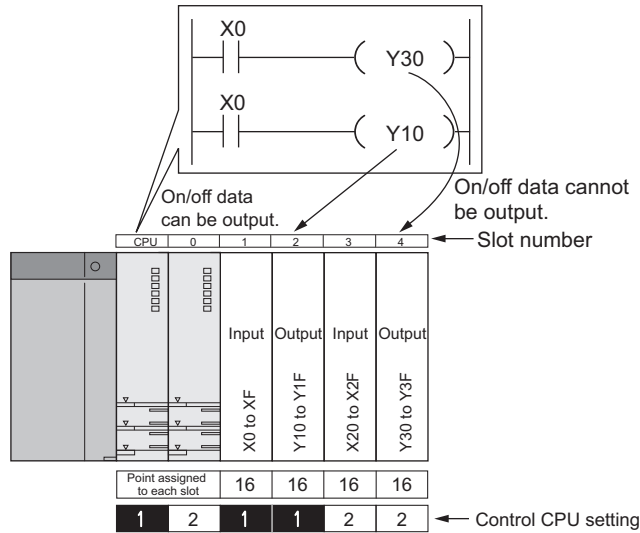 X0
Y30
X0
Y10
On/off data
can be output.
On/off data cannot
be output.
CPU 0 1 2 3 4
Slot number
Input Output Input Output
X0 to XF Y10 to Y1F X20 to X2F Y30 to Y3F
Point assigned
to each slot
16 16 16 16
1 2 1 1 2 2
Control CPU setting